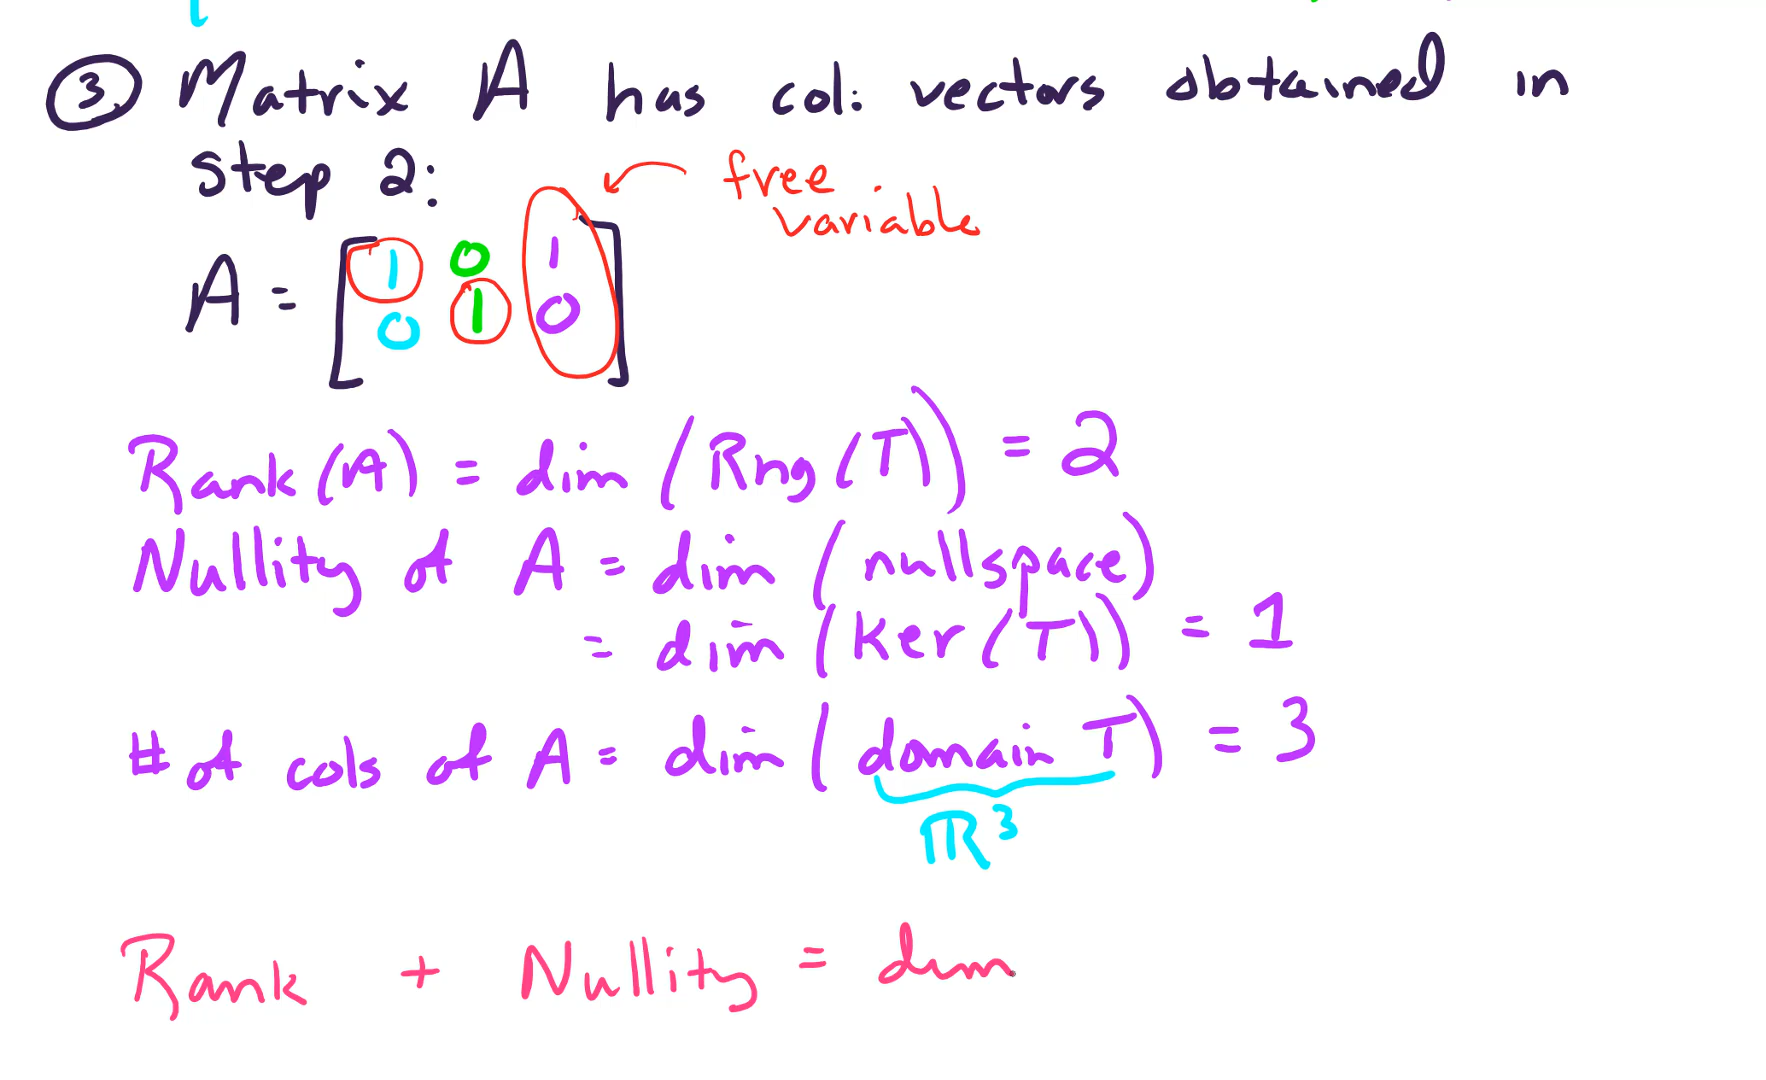 ③ Matrix A has col. vectors obtained in
step 2:
free
variable
A = [1 0 1
0 1 0]
Rank (A) = dim (Rng (T)) = 2
Nullity of A = dim (nullspace)
= dim (Ker (T)) = 1
# of cols of A = dim (domain T) = 3
ℝ³
Rank + Nullity = dim